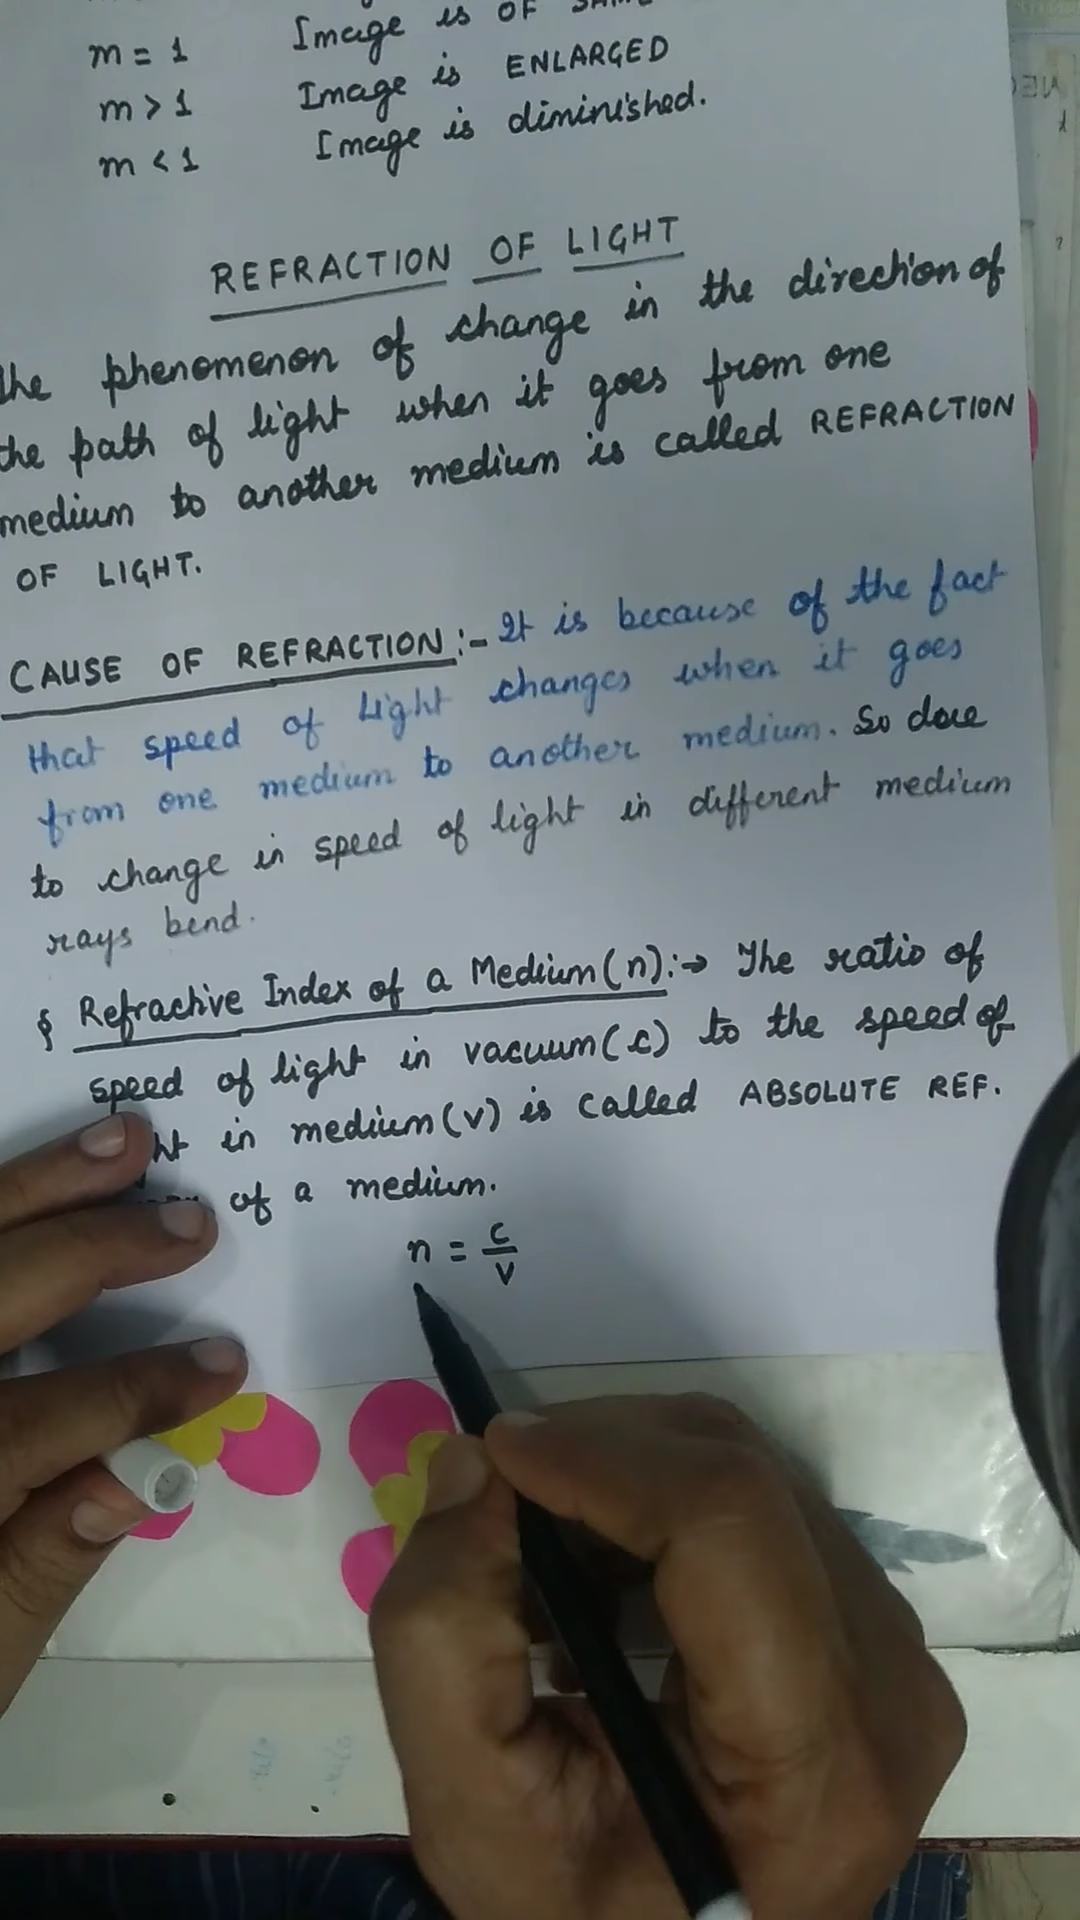 m = 1 Image is OF SAME
m > 1 Image is ENLARGED
m < 1 Image is diminished.
REFRACTION OF LIGHT
The phenomenon of change in the direction of
the path of light when it goes from one
medium to another medium is called REFRACTION
OF LIGHT.
CAUSE OF REFRACTION :- It is because of the fact
that speed of light changes when it goes
from one medium to another medium. So due
to change in speed of light in different medium
rays bend.
§ Refractive Index of a Medium (n) :→ The ratio of
speed of light in vacuum (c) to the speed of
ht in medium (v) is called ABSOLUTE REF.
of a medium.
n = c/v